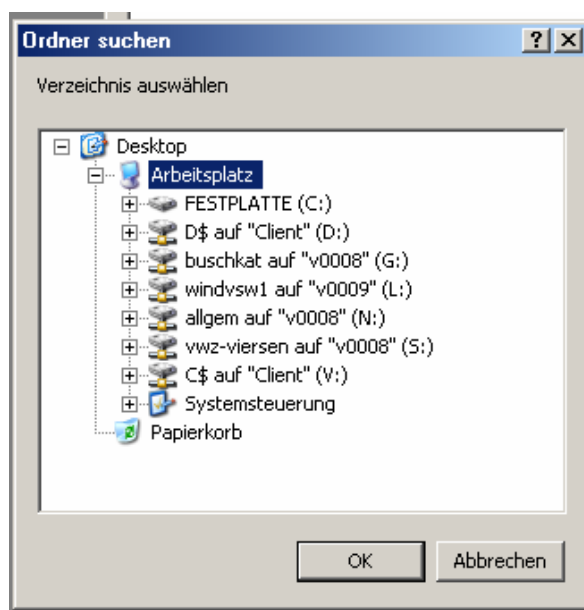 Ordner suchen
Verzeichnis auswählen
Desktop
Arbeitsplatz
FESTPLATTE (C:)
D$ auf "Client" (D:)
buschkat auf "v0008" (G:)
windvsw1 auf "v0009" (L:)
allgem auf "v0008" (N:)
vwz-viersen auf "v0008" (S:)
C$ auf "Client" (V:)
Systemsteuerung
Papierkorb
OK Abbrechen